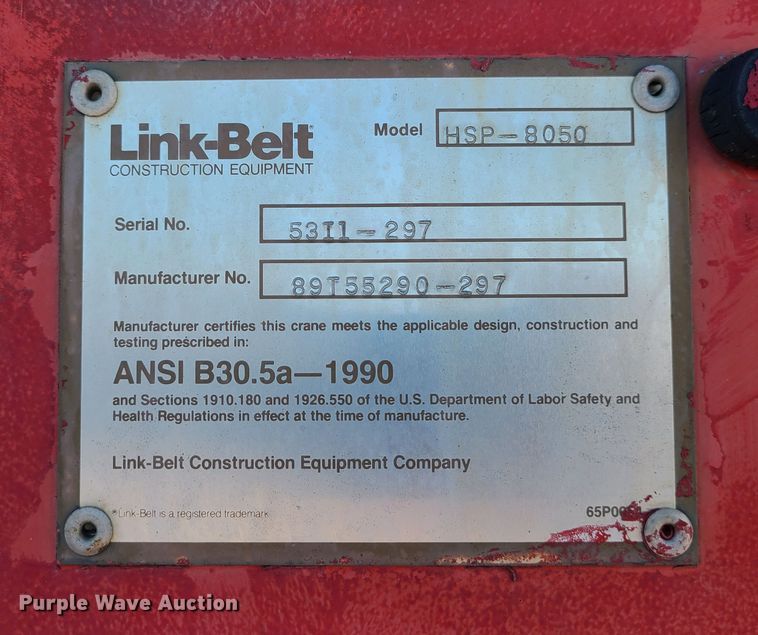 Link-Belt®
CONSTRUCTION EQUIPMENT
Model HSP-8050
Serial No. 53I1-297
Manufacturer No. 89T55290-297
Manufacturer certifies this crane meets the applicable design, construction and
testing prescribed in:
ANSI B30.5a—1990
and Sections 1910.180 and 1926.550 of the U.S. Department of Labor Safety and
Health Regulations in effect at the time of manufacture.
Link-Belt Construction Equipment Company
®Link-Belt is a registered trademark
Purple Wave Auction